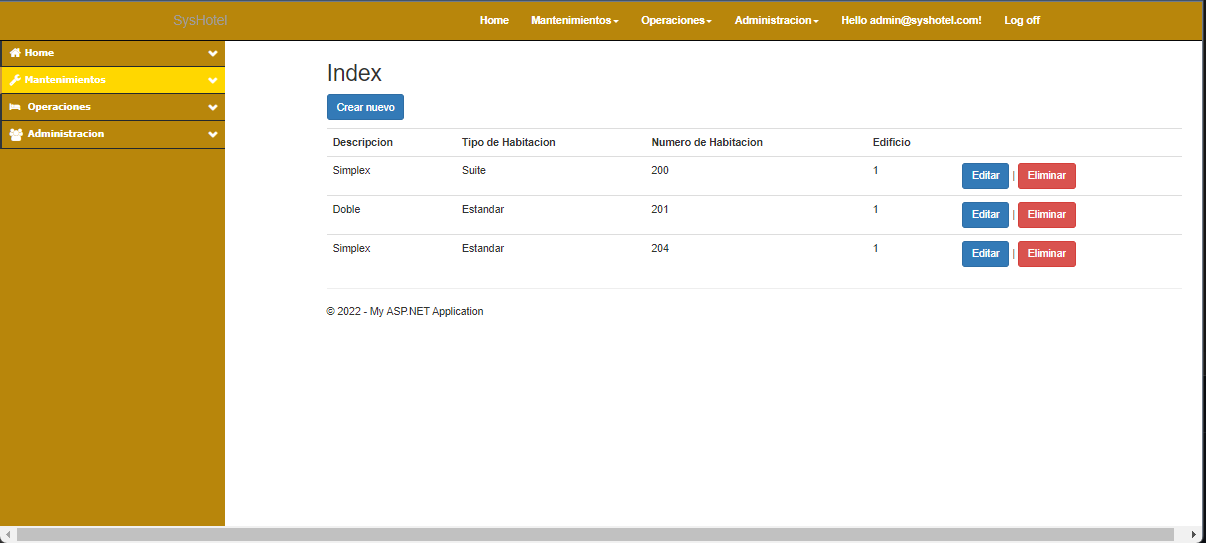 SysHotel Home Mantenimientos Operaciones Administracion Hello admin@syshotel.com! Log off
Home
Mantenimientos
Operaciones
Administracion
Index
Crear nuevo
Descripcion Tipo de Habitacion Numero de Habitacion Edificio
Simplex Suite 200 1 Editar | Eliminar
Doble Estandar 201 1 Editar | Eliminar
Simplex Estandar 204 1 Editar | Eliminar
© 2022 - My ASP.NET Application